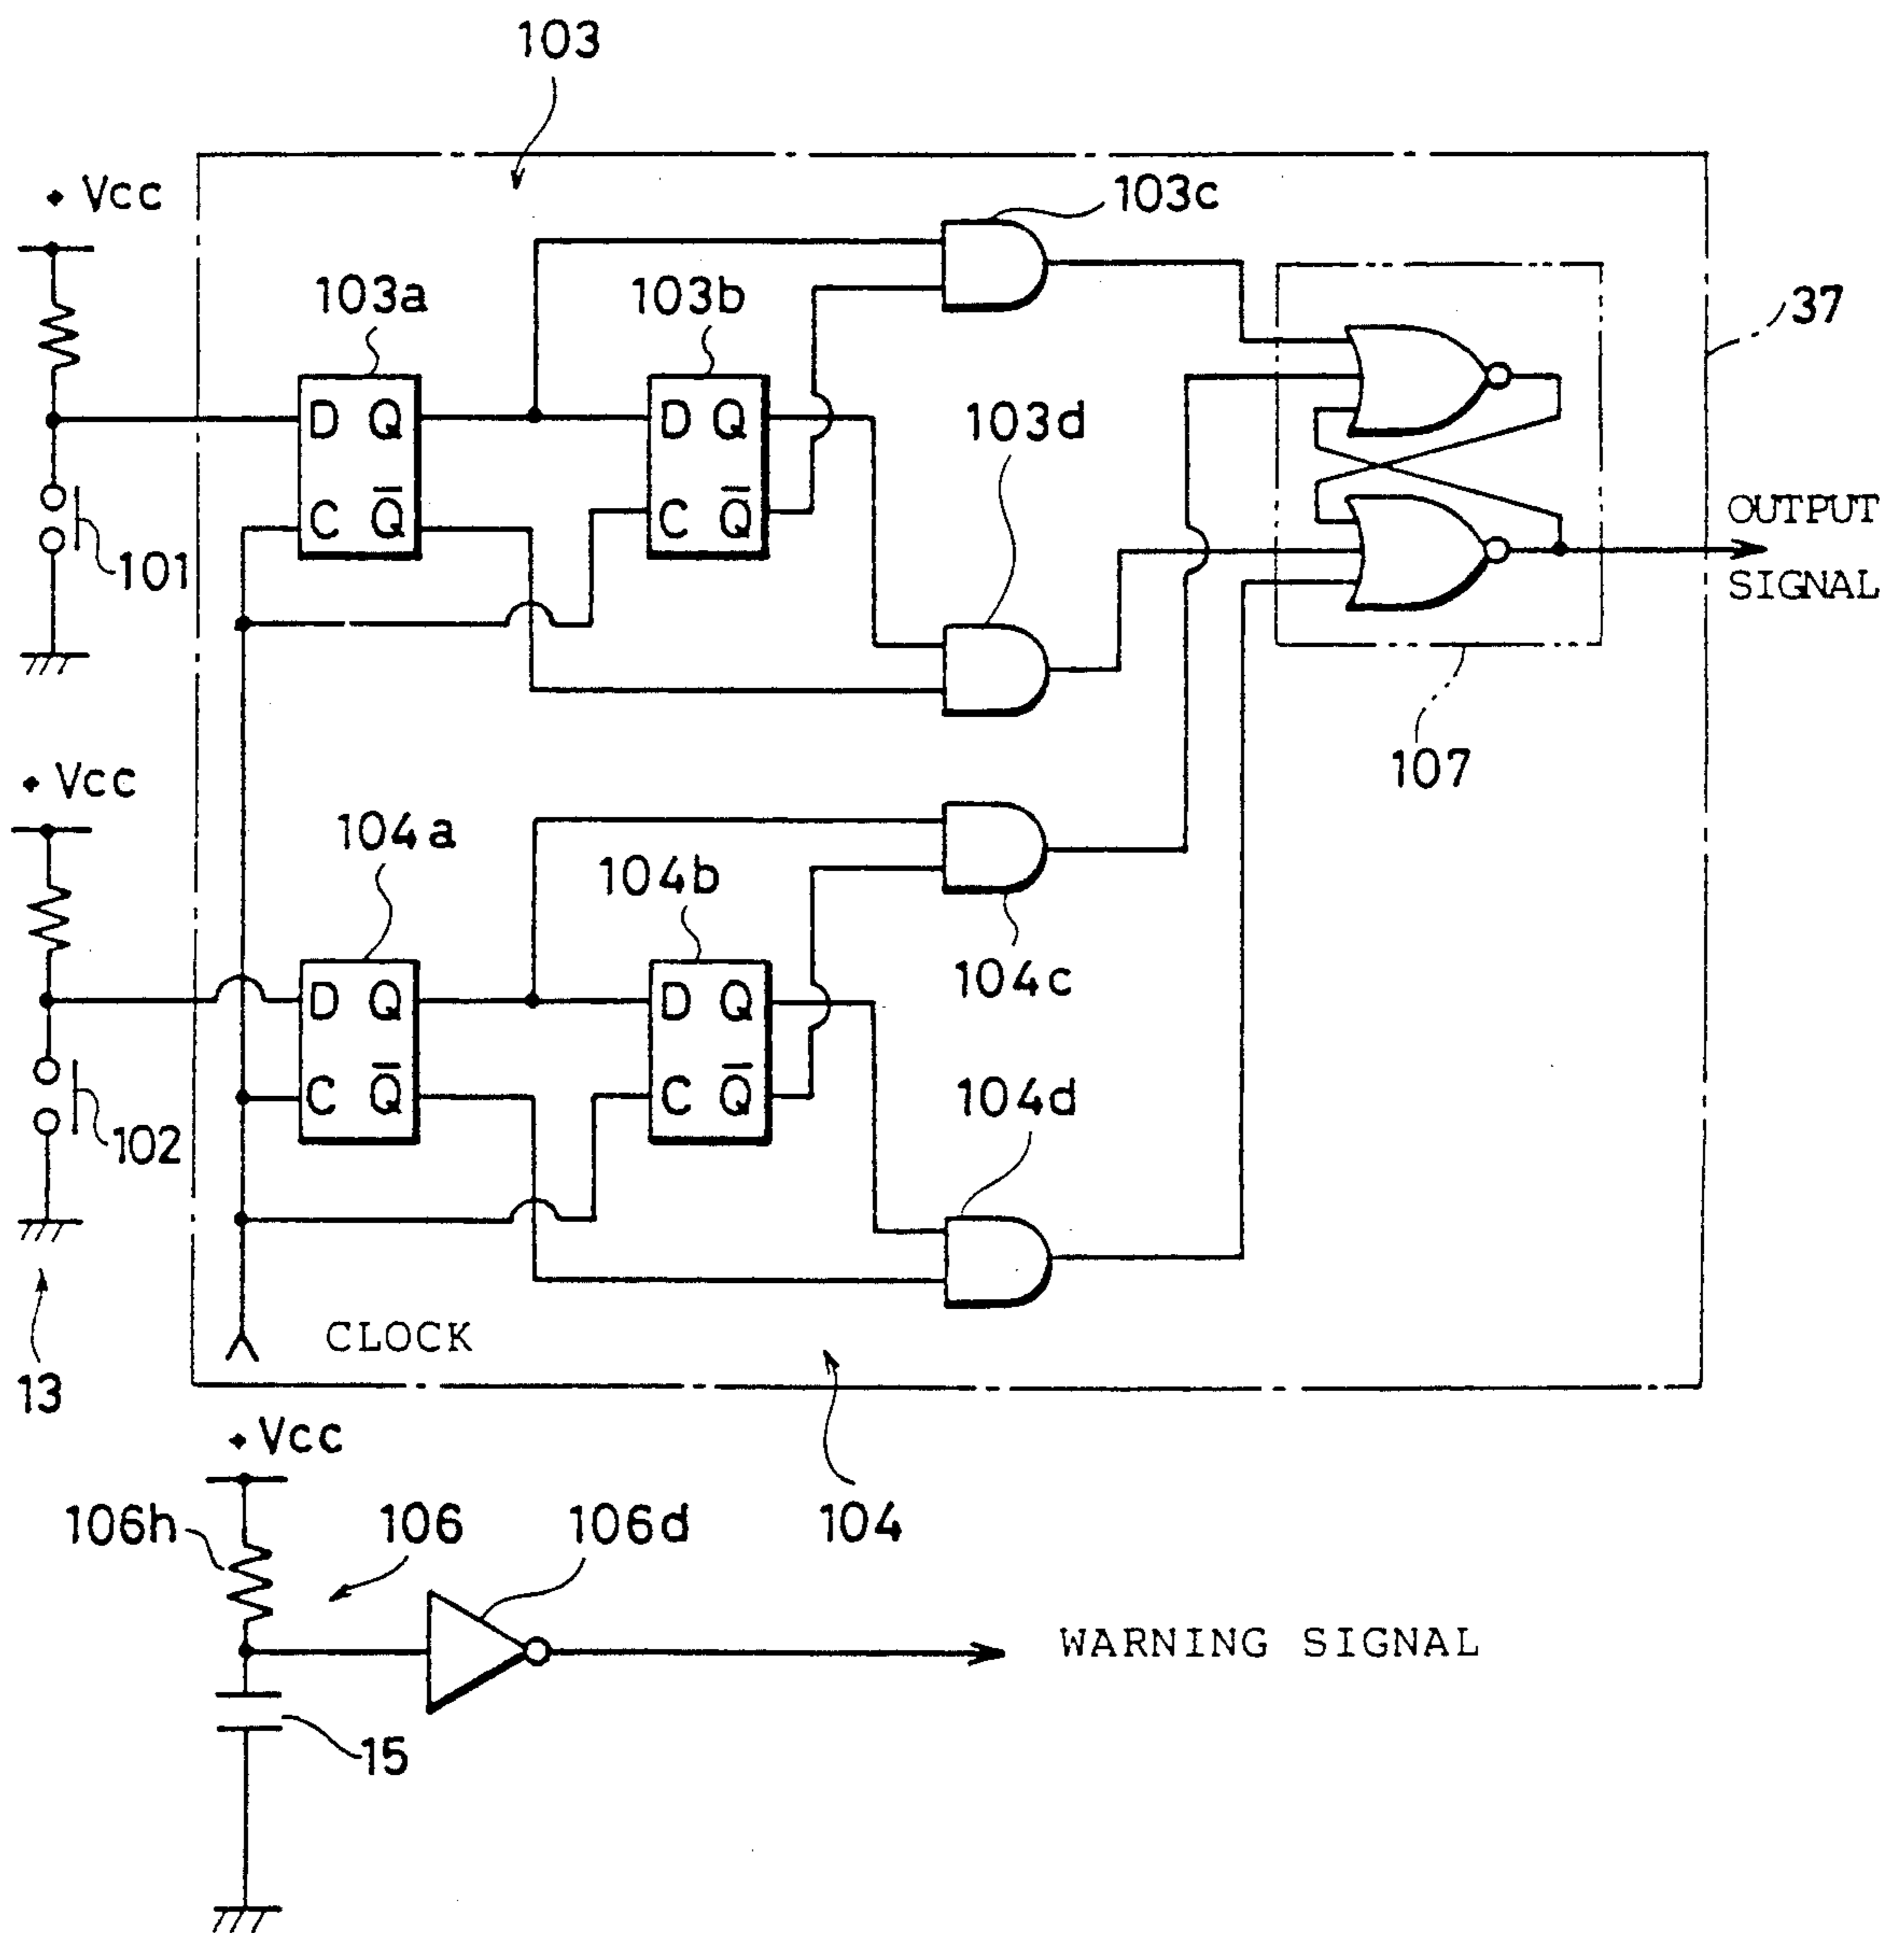 103
+ Vcc
103c
103a
103b
37
D Q
D Q
103d
C Q̅
C Q̅
OUTPUT
SIGNAL
101
107
+ Vcc
104a
104b
104c
D Q
D Q
C Q̅
C Q̅
104d
102
CLOCK
13
+ Vcc
106h
106
106d
104
WARNING SIGNAL
15